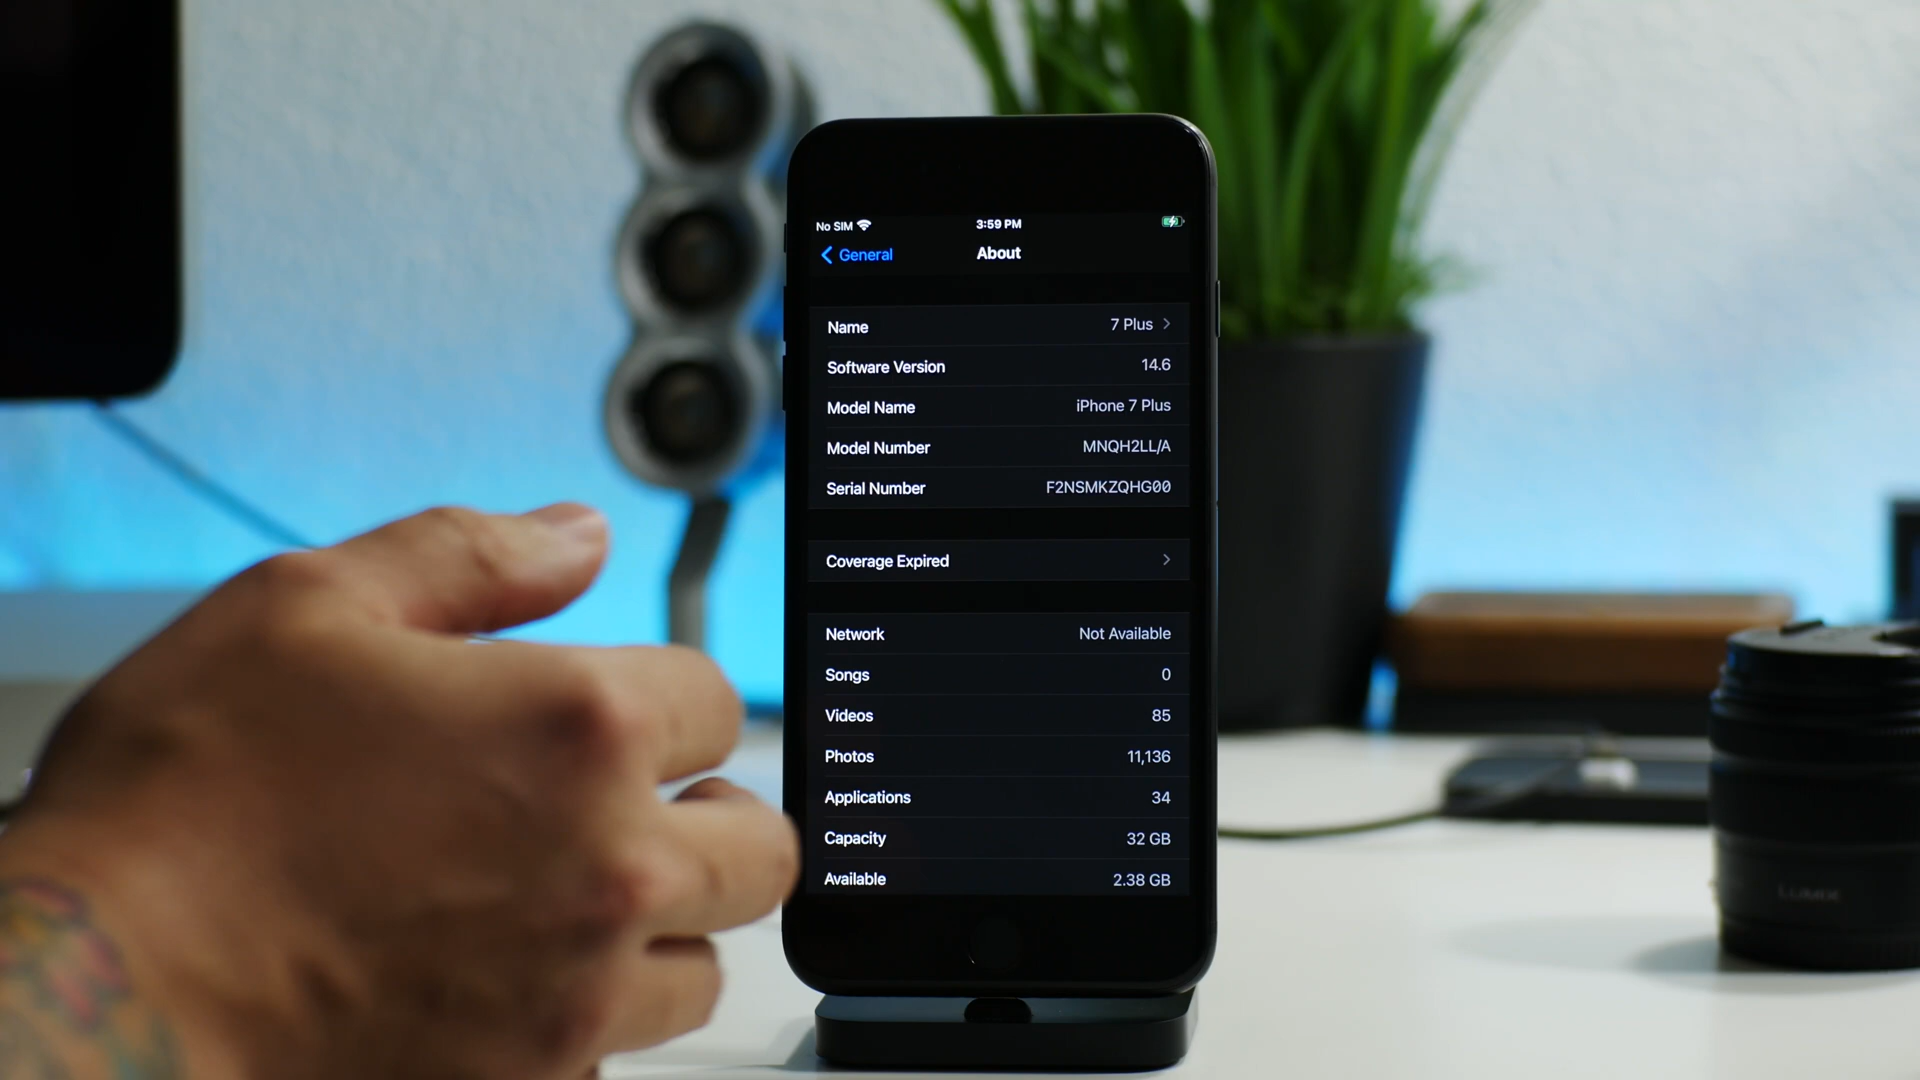 No SIM 3:59 PM
General About
Name 7 Plus
Software Version 14.6
Model Name iPhone 7 Plus
Model Number MNQH2LL/A
Serial Number F2NSMKZQHG00
Coverage Expired
Network Not Available
Songs 0
Videos 85
Photos 11,136
Applications 34
Capacity 32 GB
Available 2.38 GB
LUMIX